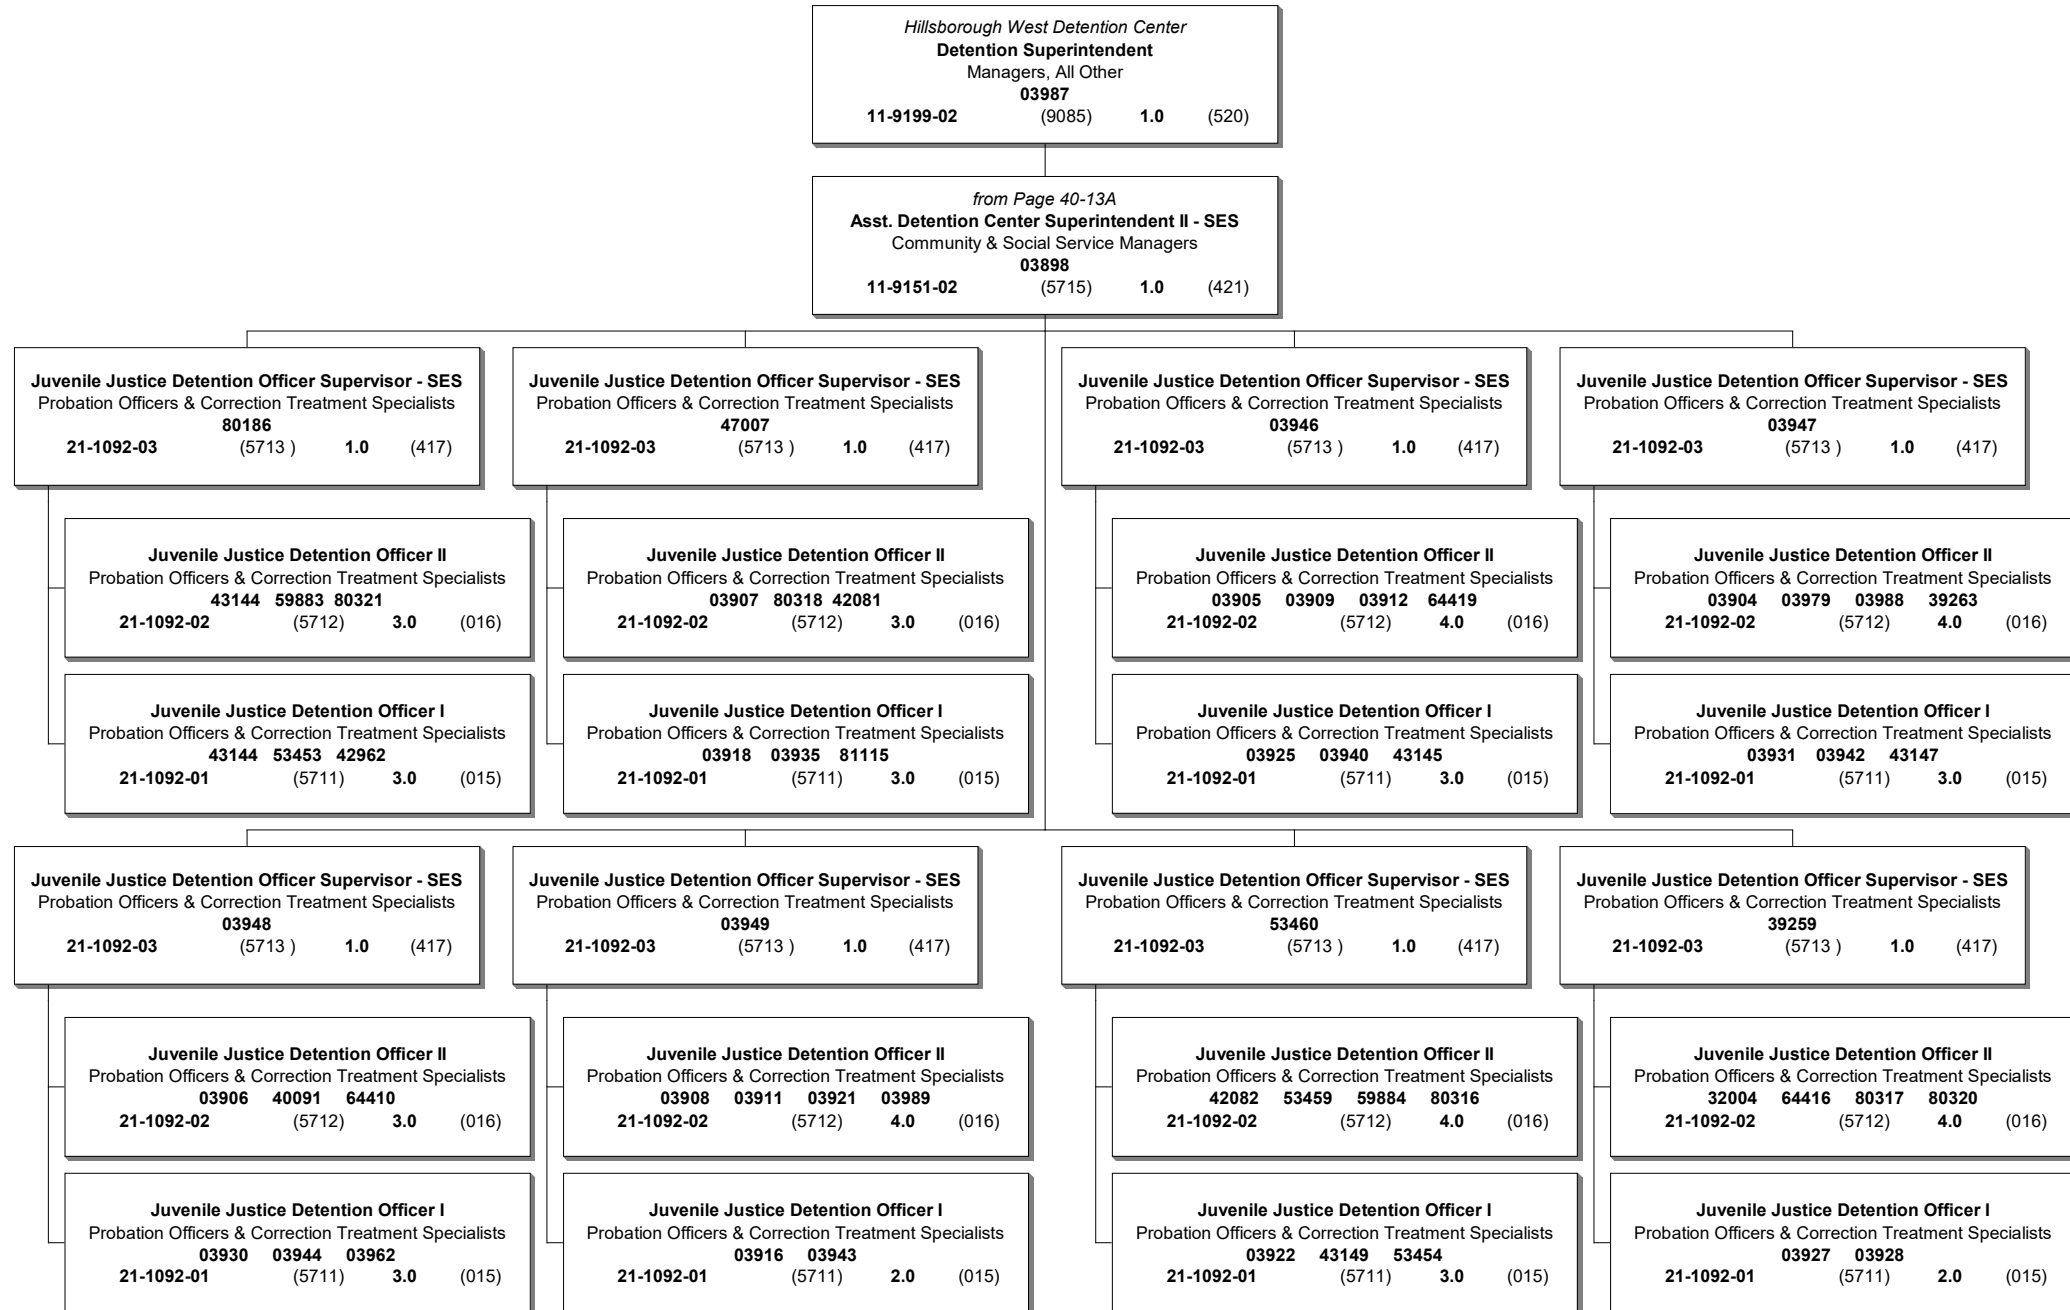 Hillsborough West Detention Center
Detention Superintendent
Managers, All Other
03987
11-9199-02 (9085) 1.0 (520)
from Page 40-13A
Asst. Detention Center Superintendent II - SES
Community & Social Service Managers
03898
11-9151-02 (5715) 1.0 (421)
Juvenile Justice Detention Officer Supervisor - SES
Probation Officers & Correction Treatment Specialists
80186
21-1092-03 (5713 ) 1.0 (417)
Juvenile Justice Detention Officer II
Probation Officers & Correction Treatment Specialists
43144 59883 80321
21-1092-02 (5712) 3.0 (016)
Juvenile Justice Detention Officer I
Probation Officers & Correction Treatment Specialists
43144 53453 42962
21-1092-01 (5711) 3.0 (015)
Juvenile Justice Detention Officer Supervisor - SES
Probation Officers & Correction Treatment Specialists
47007
21-1092-03 (5713 ) 1.0 (417)
Juvenile Justice Detention Officer II
Probation Officers & Correction Treatment Specialists
03907 80318 42081
21-1092-02 (5712) 3.0 (016)
Juvenile Justice Detention Officer I
Probation Officers & Correction Treatment Specialists
03918 03935 81115
21-1092-01 (5711) 3.0 (015)
Juvenile Justice Detention Officer Supervisor - SES
Probation Officers & Correction Treatment Specialists
03946
21-1092-03 (5713 ) 1.0 (417)
Juvenile Justice Detention Officer II
Probation Officers & Correction Treatment Specialists
03905 03909 03912 64419
21-1092-02 (5712) 4.0 (016)
Juvenile Justice Detention Officer I
Probation Officers & Correction Treatment Specialists
03925 03940 43145
21-1092-01 (5711) 3.0 (015)
Juvenile Justice Detention Officer Supervisor - SES
Probation Officers & Correction Treatment Specialists
03947
21-1092-03 (5713 ) 1.0 (417)
Juvenile Justice Detention Officer II
Probation Officers & Correction Treatment Specialists
03904 03979 03988 39263
21-1092-02 (5712) 4.0 (016)
Juvenile Justice Detention Officer I
Probation Officers & Correction Treatment Specialists
03931 03942 43147
21-1092-01 (5711) 3.0 (015)
Juvenile Justice Detention Officer Supervisor - SES
Probation Officers & Correction Treatment Specialists
03948
21-1092-03 (5713 ) 1.0 (417)
Juvenile Justice Detention Officer II
Probation Officers & Correction Treatment Specialists
03906 40091 64410
21-1092-02 (5712) 3.0 (016)
Juvenile Justice Detention Officer I
Probation Officers & Correction Treatment Specialists
03930 03944 03962
21-1092-01 (5711) 3.0 (015)
Juvenile Justice Detention Officer Supervisor - SES
Probation Officers & Correction Treatment Specialists
03949
21-1092-03 (5713 ) 1.0 (417)
Juvenile Justice Detention Officer II
Probation Officers & Correction Treatment Specialists
03908 03911 03921 03989
21-1092-02 (5712) 4.0 (016)
Juvenile Justice Detention Officer I
Probation Officers & Correction Treatment Specialists
03916 03943
21-1092-01 (5711) 2.0 (015)
Juvenile Justice Detention Officer Supervisor - SES
Probation Officers & Correction Treatment Specialists
53460
21-1092-03 (5713 ) 1.0 (417)
Juvenile Justice Detention Officer II
Probation Officers & Correction Treatment Specialists
42082 53459 59884 80316
21-1092-02 (5712) 4.0 (016)
Juvenile Justice Detention Officer I
Probation Officers & Correction Treatment Specialists
03922 43149 53454
21-1092-01 (5711) 3.0 (015)
Juvenile Justice Detention Officer Supervisor - SES
Probation Officers & Correction Treatment Specialists
39259
21-1092-03 (5713 ) 1.0 (417)
Juvenile Justice Detention Officer II
Probation Officers & Correction Treatment Specialists
32004 64416 80317 80320
21-1092-02 (5712) 4.0 (016)
Juvenile Justice Detention Officer I
Probation Officers & Correction Treatment Specialists
03927 03928
21-1092-01 (5711) 2.0 (015)